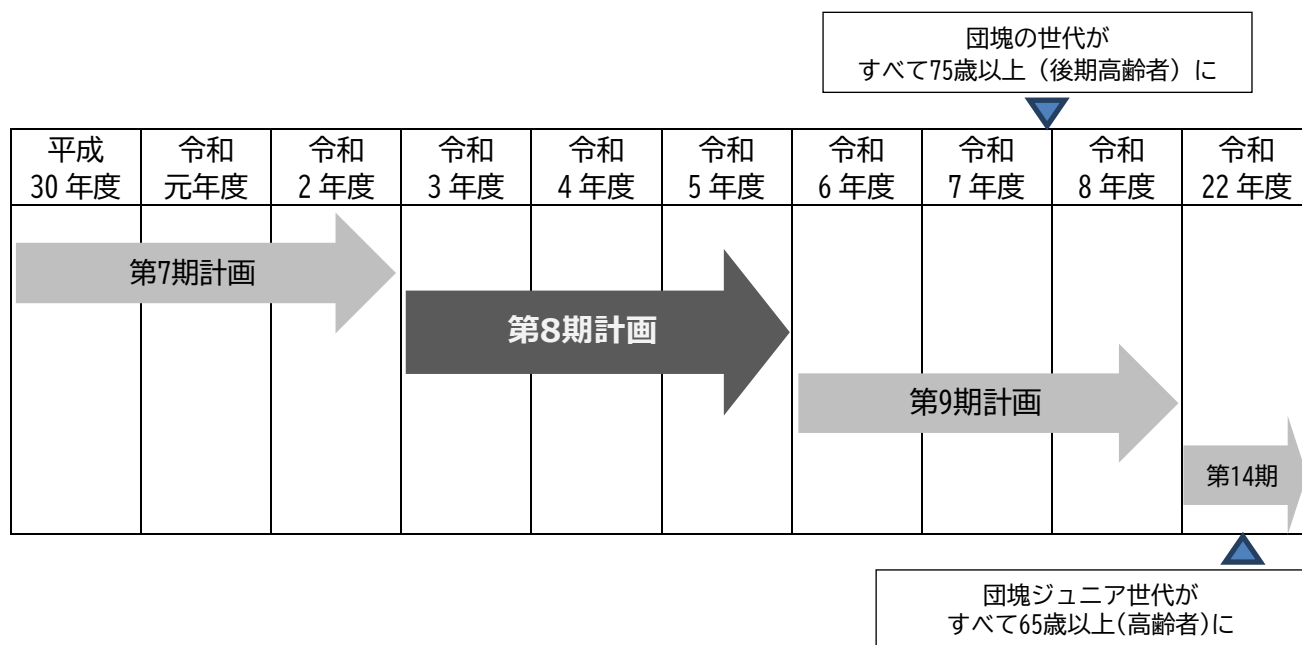 団塊の世代が
すべて75歳以上（後期高齢者）に
平成
30年度
令和
元年度
令和
2年度
令和
3年度
令和
4年度
令和
5年度
令和
6年度
令和
7年度
令和
8年度
令和
22年度
第7期計画
第8期計画
第9期計画
第14期
団塊ジュニア世代が
すべて65歳以上(高齢者)に